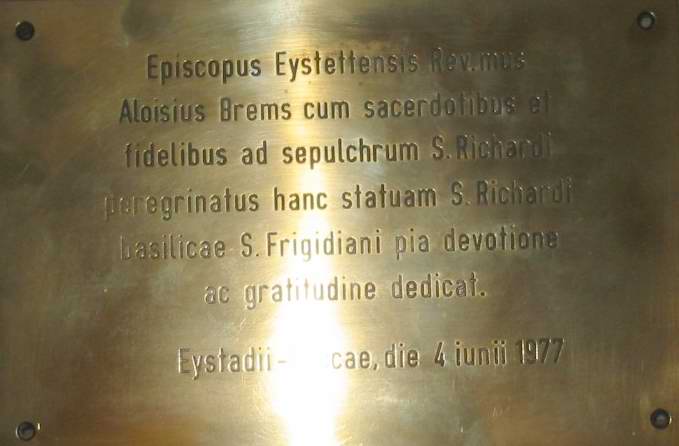 Episcopus Eystettensis Rev.mus
Aloisius Brems cum sacerdotibus et
fidelibus ad sepulchrum S. Richardi
peregrinatus hanc statuam S. Richardi
basilicae S. Frigidiani pia devotione
ac gratitudine dedicat.
Eystadii - cae, die 4 iunii 1977